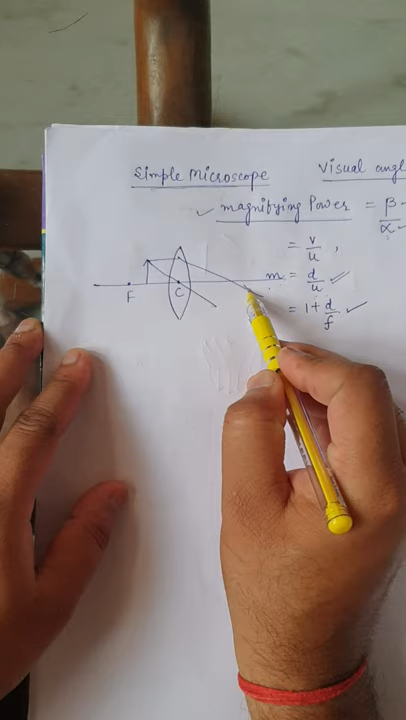 Simple Microscope Visual angl
magnifying Power = β
α
= v/u ,
m = d/u
= 1 + d/f
F C